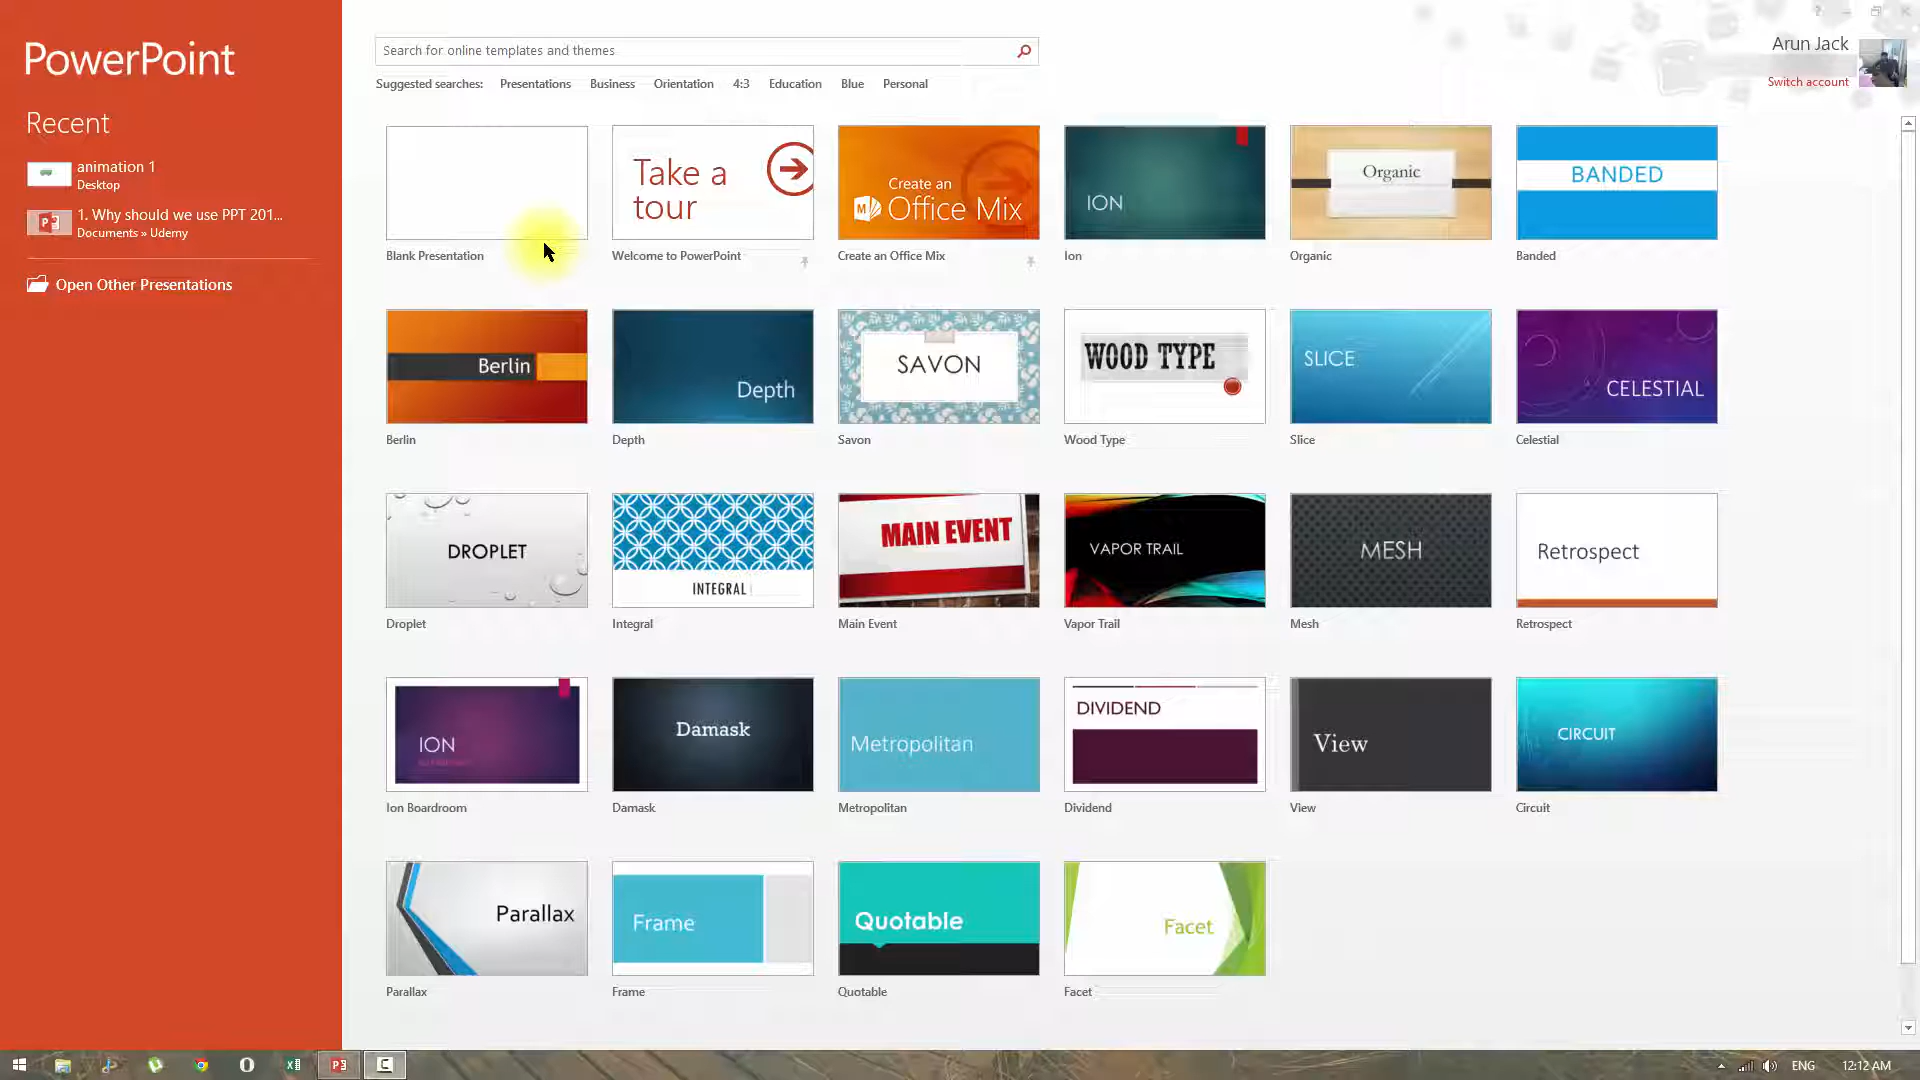 PowerPoint
Recent
animation 1
Desktop
1. Why should we use PPT 201...
Documents » Udemy
Open Other Presentations
Search for online templates and themes
Suggested searches: Presentations Business Orientation 4:3 Education Blue Personal
Arun Jack
Switch account
Take a
tour
Create an
Office Mix
ION
Organic
BANDED
Blank Presentation
Welcome to PowerPoint
Create an Office Mix
Ion
Organic
Banded
Berlin
Depth
SAVON
WOOD TYPE
SLICE
CELESTIAL
Berlin
Depth
Savon
Wood Type
Slice
Celestial
DROPLET
INTEGRAL
MAIN EVENT
VAPOR TRAIL
MESH
Retrospect
Droplet
Integral
Main Event
Vapor Trail
Mesh
Retrospect
ION
Damask
Metropolitan
DIVIDEND
View
CIRCUIT
Ion Boardroom
Damask
Metropolitan
Dividend
View
Circuit
Parallax
Frame
Quotable
Facet
Parallax
Frame
Quotable
Facet
ENG
12:12 AM